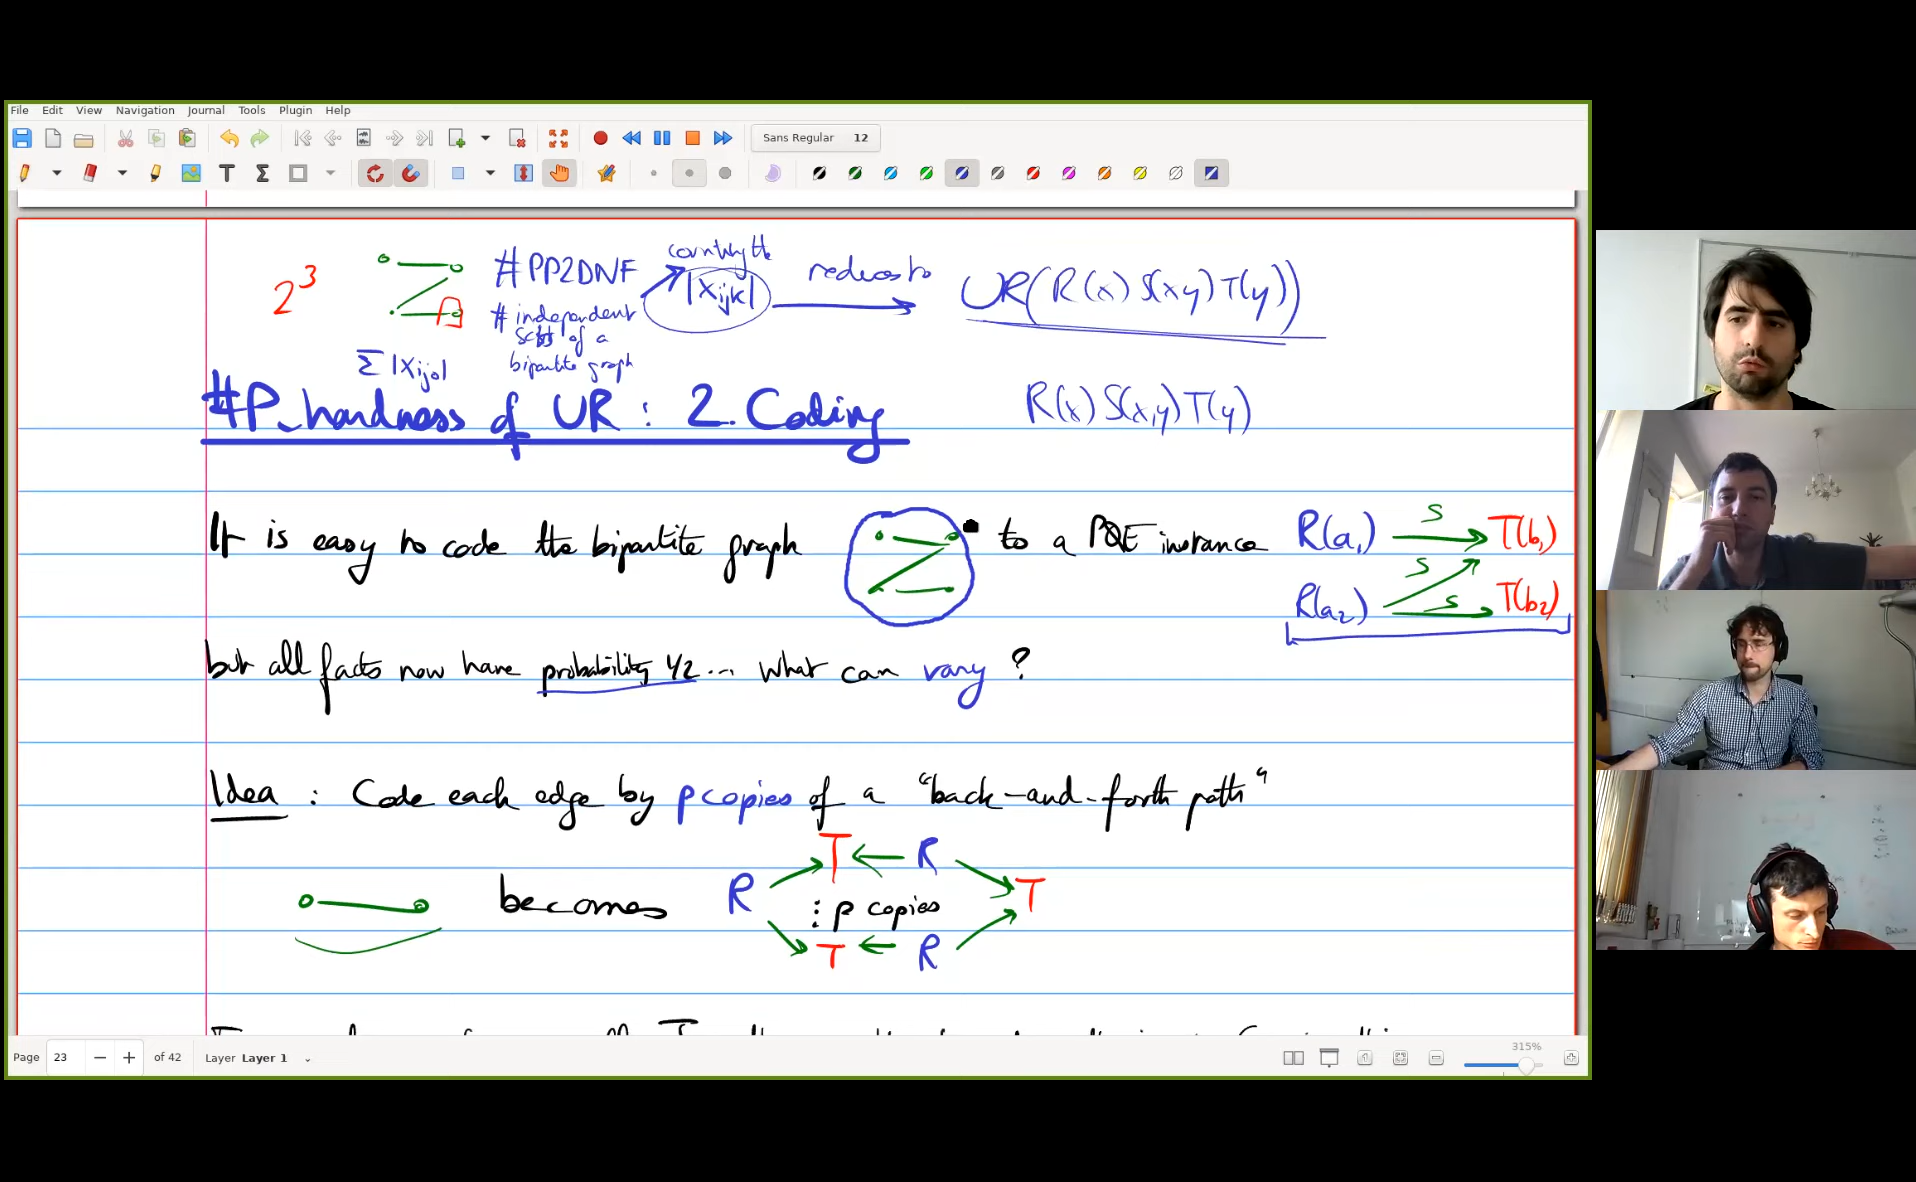 File Edit View Navigation Journal Tools Plugin Help
Sans Regular 12
2³
#PP2DNF
counting the
|Xijk|
reduces to
UR(R(x) S(xy) T(y))
# independent
sets of a
bipartite graph
Σ |Xijo|
#P-hardness of UR : 2. Coding
R(x) S(x,y) T(y)
It is easy to code the bipartite graph to a PQE instance
R(a₁) S T(b₁)
S
R(a₂) S T(b₂)
but all facts now have probability 1/2 ... what can vary ?
Idea : Code each edge by p copies of a "back-and-forth path"
T R
becomes R ⋮ p copies T
T R
Page 23 of 42 Layer Layer 1
315%